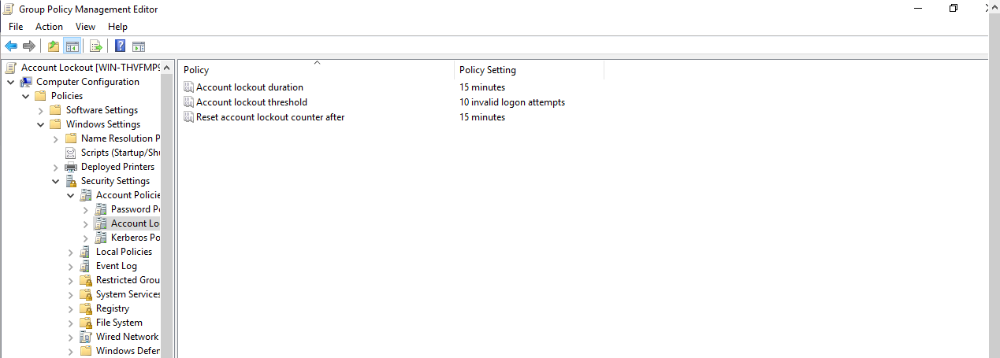 Group Policy Management Editor
File Action View Help
Account Lockout [WIN-THVFMP9
Computer Configuration
Policies
Software Settings
Windows Settings
Name Resolution P
Scripts (Startup/Shu
Deployed Printers
Security Settings
Account Policie
Password Po
Account Lo
Kerberos Po
Local Policies
Event Log
Restricted Grou
System Services
Registry
File System
Wired Network
Windows Defen
Policy Policy Setting
Account lockout duration 15 minutes
Account lockout threshold 10 invalid logon attempts
Reset account lockout counter after 15 minutes